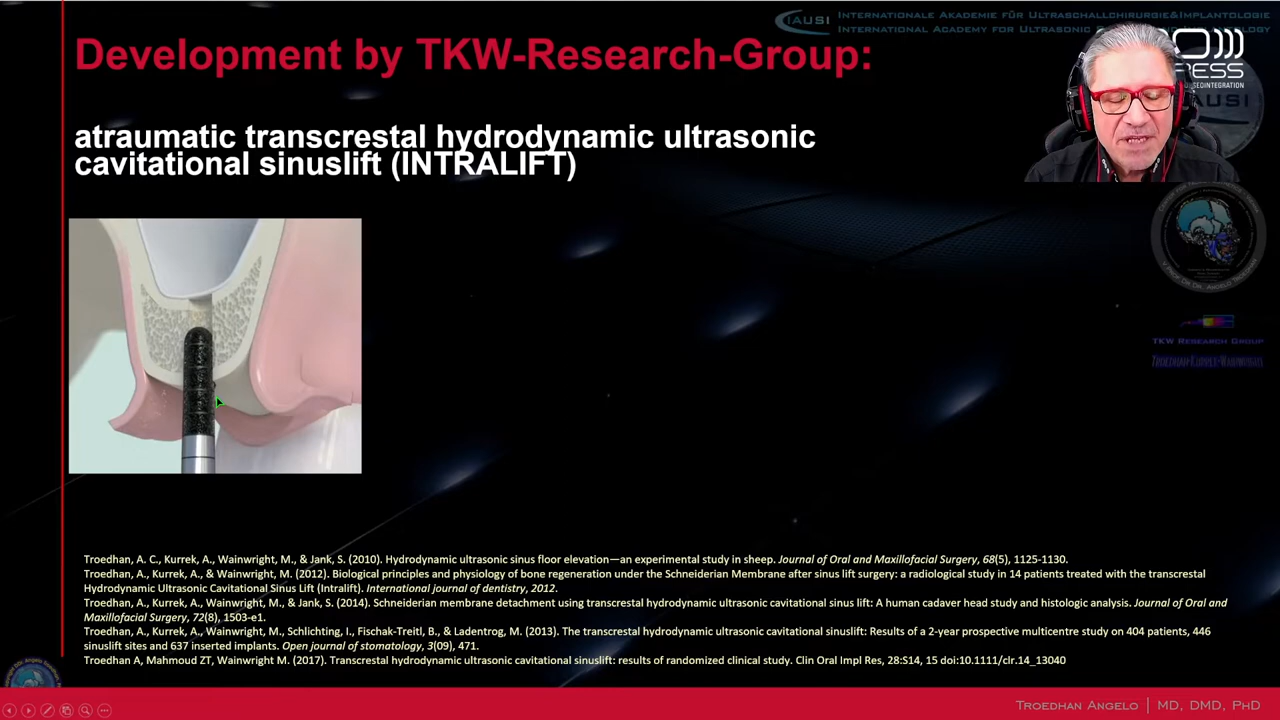 IAUSI
INTERNATIONALE AKADEMIE FÜR ULTRASCHALLCHIRURGIE&IMPLANTOLOGIE
INTERNATIONAL ACADEMY FOR ULTRASONIC
Development by TKW-Research-Group:
RESS
SEOINTEGRATION
IAUSI
atraumatic transcrestal hydrodynamic ultrasonic
cavitational sinuslift (INTRALIFT)
TKW RESEARCH GROUP
TROEDHAN-KURREK-WAINWRIGHT
Troedhan, A. C., Kurrek, A., Wainwright, M., & Jank, S. (2010). Hydrodynamic ultrasonic sinus floor elevation—an experimental study in sheep. Journal of Oral and Maxillofacial Surgery, 68(5), 1125-1130.
Troedhan, A., Kurrek, A., & Wainwright, M. (2012). Biological principles and physiology of bone regeneration under the Schneiderian Membrane after sinus lift surgery: a radiological study in 14 patients treated with the transcrestal
Hydrodynamic Ultrasonic Cavitational Sinus Lift (Intralift). International journal of dentistry, 2012.
Troedhan, A., Kurrek, A., Wainwright, M., & Jank, S. (2014). Schneiderian membrane detachment using transcrestal hydrodynamic ultrasonic cavitational sinus lift: A human cadaver head study and histologic analysis. Journal of Oral and
Maxillofacial Surgery, 72(8), 1503-e1.
Troedhan, A., Kurrek, A., Wainwright, M., Schlichting, I., Fischak-Treitl, B., & Ladentrog, M. (2013). The transcrestal hydrodynamic ultrasonic cavitational sinuslift: Results of a 2-year prospective multicentre study on 404 patients, 446
sinuslift sites and 637 inserted implants. Open journal of stomatology, 3(09), 471.
Troedhan A, Mahmoud ZT, Wainwright M. (2017). Transcrestal hydrodynamic ultrasonic cavitational sinuslift: results of randomized clinical study. Clin Oral Impl Res, 28:S14, 15 doi:10.1111/clr.14_13040
TROEDHAN ANGELO | MD, DMD, PHD